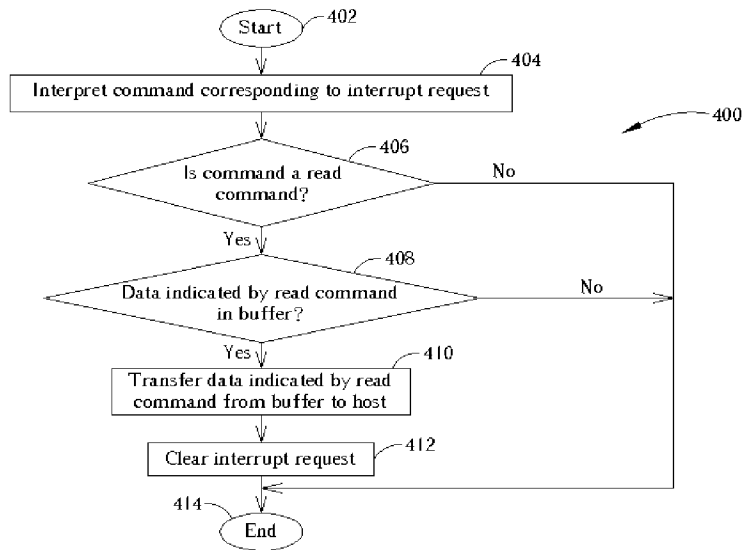 Start
402
404
Interpret command corresponding to interrupt request
400
406
Is command a read
command?
No
Yes
408
Data indicated by read command
in buffer?
No
Yes
410
Transfer data indicated by read
command from buffer to host
412
Clear interrupt request
414
End